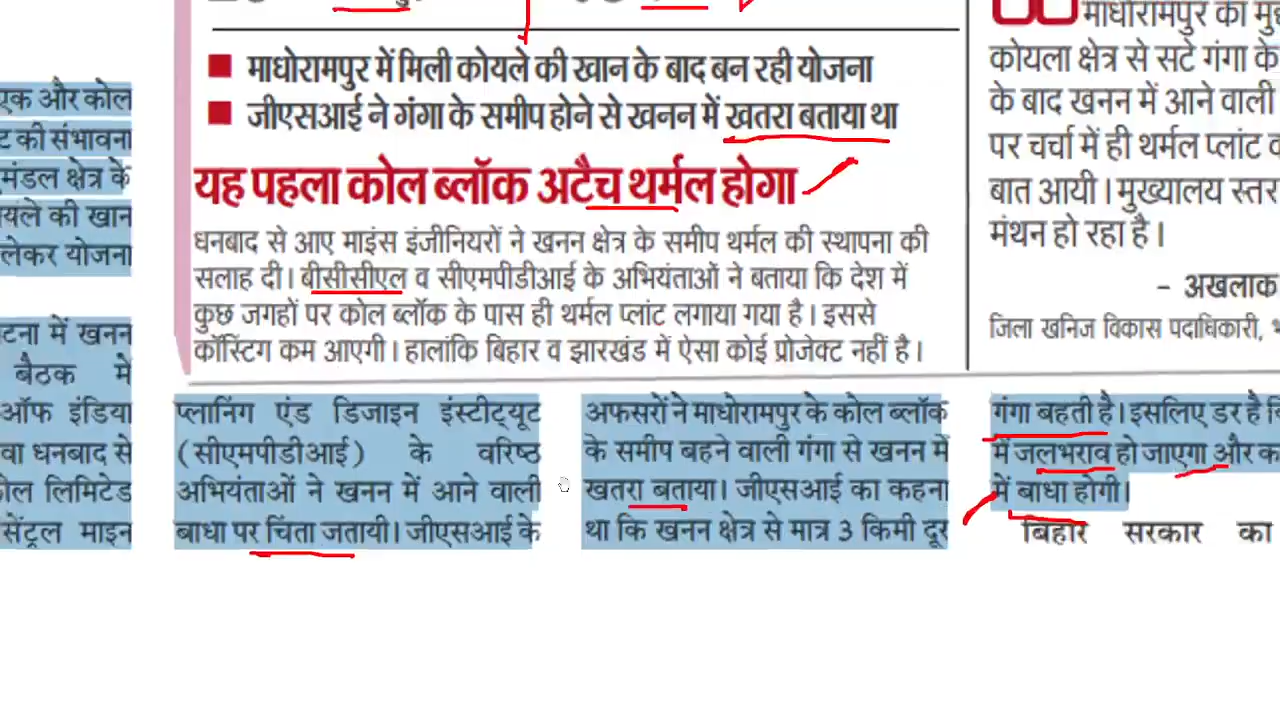 माधोरामपुर में मिली कोयले की खान के बाद बन रही योजना
जीएसआई ने गंगा के समीप होने से खनन में खतरा बताया था
यह पहला कोल ब्लॉक अटैच थर्मल होगा
धनबाद से आए माइंस इंजीनियरों ने खनन क्षेत्र के समीप थर्मल की स्थापना की
सलाह दी। बीसीसीएल व सीएमपीडीआई के अभियंताओं ने बताया कि देश में
कुछ जगहों पर कोल ब्लॉक के पास ही थर्मल प्लांट लगाया गया है। इससे
कॉस्टिंग कम आएगी। हालांकि बिहार व झारखंड में ऐसा कोई प्रोजेक्ट नहीं है।
माधोरामपुर का
कोयला क्षेत्र से सटे गंगा के
के बाद खनन में आने वाली
पर चर्चा में ही थर्मल प्लांट
बात आयी। मुख्यालय स्तर
मंथन हो रहा है।
- अखलाक
जिला खनिज विकास पदाधिकारी,
एक और कोल
की संभावना
क्षेत्र के
की खान
लेकर योजना
में खनन
बैठक में
ऑफ इंडिया
धनबाद से
लिमिटेड
सेंट्रल माइन
प्लानिंग एंड डिजाइन इंस्टीट्यूट
(सीएमपीडीआई) के वरिष्ठ
अभियंताओं ने खनन में आने वाली
बाधा पर चिंता जतायी। जीएसआई के
अफसरों ने माधोरामपुर के कोल ब्लॉक
के समीप बहने वाली गंगा से खनन में
खतरा बताया। जीएसआई का कहना
था कि खनन क्षेत्र से मात्र 3 किमी दूर
गंगा बहती है। इसलिए डर है
में जलभराव हो जाएगा और
में बाधा होगी।
बिहार सरकार का